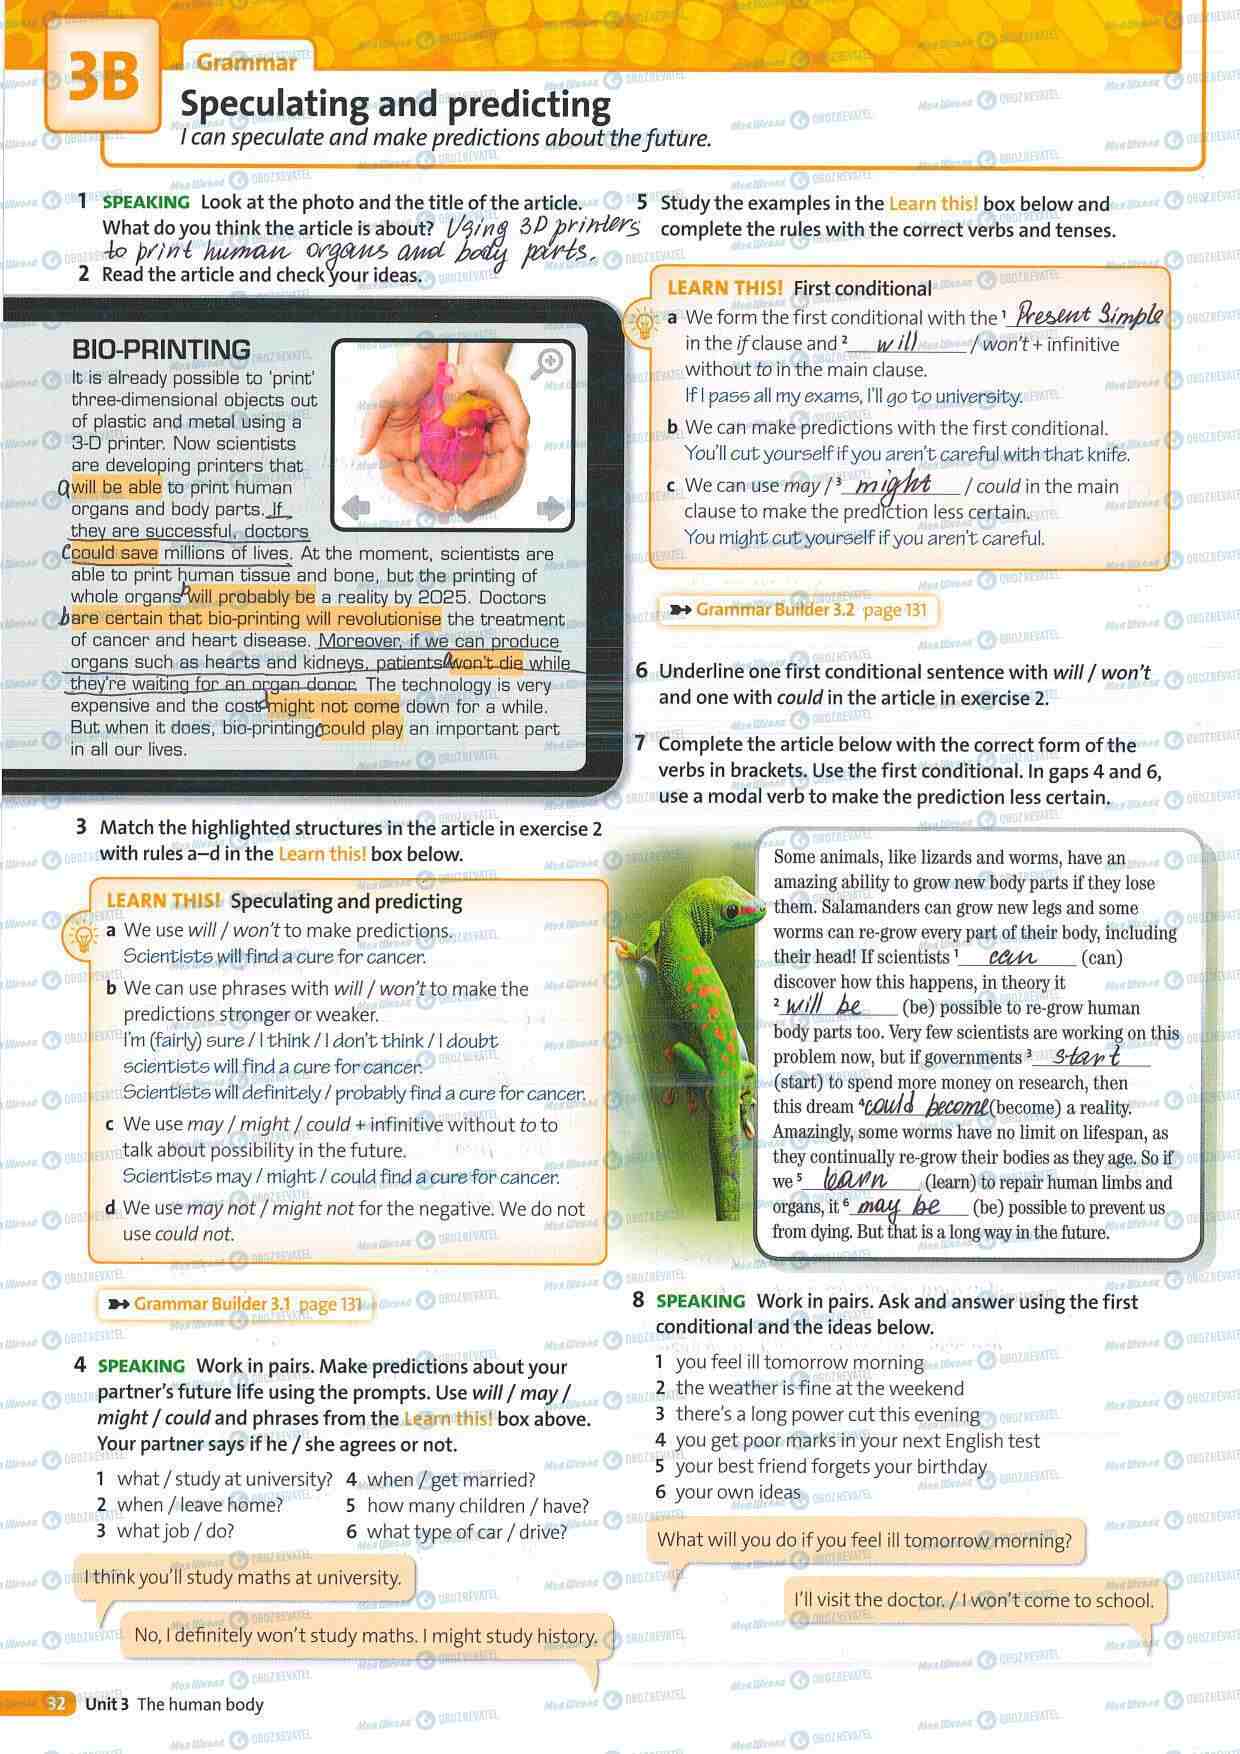 3B
Grammar
Speculating and predicting
I can speculate and make predictions about the future.
1 SPEAKING Look at the photo and the title of the article.
What do you think the article is about? Using 3D printers
to print human organs and body parts.
2 Read the article and check your ideas.
BIO-PRINTING
It is already possible to 'print'
three-dimensional objects out
of plastic and metal using a
3-D printer. Now scientists
are developing printers that
a will be able to print human
organs and body parts. If
they are successful, doctors
c could save millions of lives. At the moment, scientists are
able to print human tissue and bone, but the printing of
whole organs b will probably be a reality by 2025. Doctors
b are certain that bio-printing will revolutionise the treatment
of cancer and heart disease. Moreover, if we can produce
organs such as hearts and kidneys, patients a won't die while
they're waiting for an organ donor. The technology is very
expensive and the cost d might not come down for a while.
But when it does, bio-printing c could play an important part
in all our lives.
3 Match the highlighted structures in the article in exercise 2
with rules a–d in the Learn this! box below.
LEARN THIS! Speculating and predicting
a We use will / won't to make predictions.
Scientists will find a cure for cancer.
b We can use phrases with will / won't to make the
predictions stronger or weaker.
I'm (fairly) sure / I think / I don't think / I doubt
scientists will find a cure for cancer.
Scientists will definitely / probably find a cure for cancer.
c We use may / might / could + infinitive without to to
talk about possibility in the future.
Scientists may / might / could find a cure for cancer.
d We use may not / might not for the negative. We do not
use could not.
Grammar Builder 3.1 page 131
4 SPEAKING Work in pairs. Make predictions about your
partner's future life using the prompts. Use will / may /
might / could and phrases from the Learn this! box above.
Your partner says if he / she agrees or not.
1 what / study at university?
2 when / leave home?
3 what job / do?
4 when / get married?
5 how many children / have?
6 what type of car / drive?
I think you'll study maths at university.
No, I definitely won't study maths. I might study history.
5 Study the examples in the Learn this! box below and
complete the rules with the correct verbs and tenses.
LEARN THIS! First conditional
a We form the first conditional with the 1 Present Simple
in the if clause and 2 will / won't + infinitive
without to in the main clause.
If I pass all my exams, I'll go to university.
b We can make predictions with the first conditional.
You'll cut yourself if you aren't careful with that knife.
c We can use may / 3 might / could in the main
clause to make the prediction less certain.
You might cut yourself if you aren't careful.
Grammar Builder 3.2 page 131
6 Underline one first conditional sentence with will / won't
and one with could in the article in exercise 2.
7 Complete the article below with the correct form of the
verbs in brackets. Use the first conditional. In gaps 4 and 6,
use a modal verb to make the prediction less certain.
Some animals, like lizards and worms, have an
amazing ability to grow new body parts if they lose
them. Salamanders can grow new legs and some
worms can re-grow every part of their body, including
their head! If scientists 1 can (can)
discover how this happens, in theory it
2 will be (be) possible to re-grow human
body parts too. Very few scientists are working on this
problem now, but if governments 3 start
(start) to spend more money on research, then
this dream 4 could become (become) a reality.
Amazingly, some worms have no limit on lifespan, as
they continually re-grow their bodies as they age. So if
we 5 learn (learn) to repair human limbs and
organs, it 6 may be (be) possible to prevent us
from dying. But that is a long way in the future.
8 SPEAKING Work in pairs. Ask and answer using the first
conditional and the ideas below.
1 you feel ill tomorrow morning
2 the weather is fine at the weekend
3 there's a long power cut this evening
4 you get poor marks in your next English test
5 your best friend forgets your birthday
6 your own ideas
What will you do if you feel ill tomorrow morning?
I'll visit the doctor. / I won't come to school.
32 Unit 3 The human body